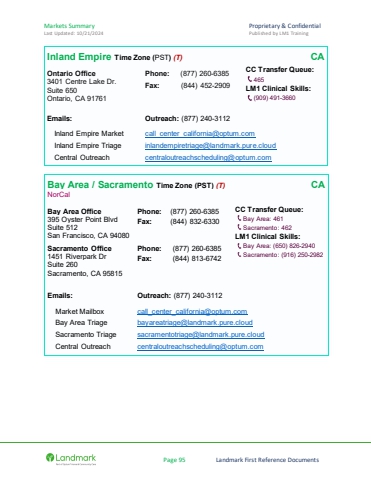 Markets Summary Proprietary & Confidential
Last Updated: 10/21/2024 Published by LMK Training
Inland Empire Time Zone (PST) (T) CA
Ontario Office Phone: (877) 260-6385 CC Transfer Queue:
3401 Centre Lake Dr. Fax: (844) 452-2909 465
Suite 650 LM1 Clinical Skills:
Ontario, CA 91761 (909) 491-3660
Emails: Outreach: (877) 240-3112
Inland Empire Market call_center_california@optum.com
Inland Empire Triage inlandempiretriage@landmark.pure.cloud
Central Outreach centraloutreachscheduling@optum.com
Bay Area / Sacramento Time Zone (PST) (T) CA
NorCal
Bay Area Office Phone: (877) 260-6385 CC Transfer Queue:
395 Oyster Point Blvd Fax: (844) 832-6330 Bay Area: 461
Suite 512 Sacramento: 462
San Francisco, CA 94080 LM1 Clinical Skills:
Sacramento Office Phone: (877) 260-6385 Bay Area: (650) 826-2940
1451 Riverpark Dr Fax: (844) 813-6742 Sacramento: (916) 250-2982
Suite 260
Sacramento, CA 95815
Emails: Outreach: (877) 240-3112
Market Mailbox call_center_california@optum.com
Bay Area Triage bayareatriage@landmark.pure.cloud
Sacramento Triage sacramentotriage@landmark.pure.cloud
Central Outreach centraloutreachscheduling@optum.com
Landmark Page 95 Landmark First Reference Documents